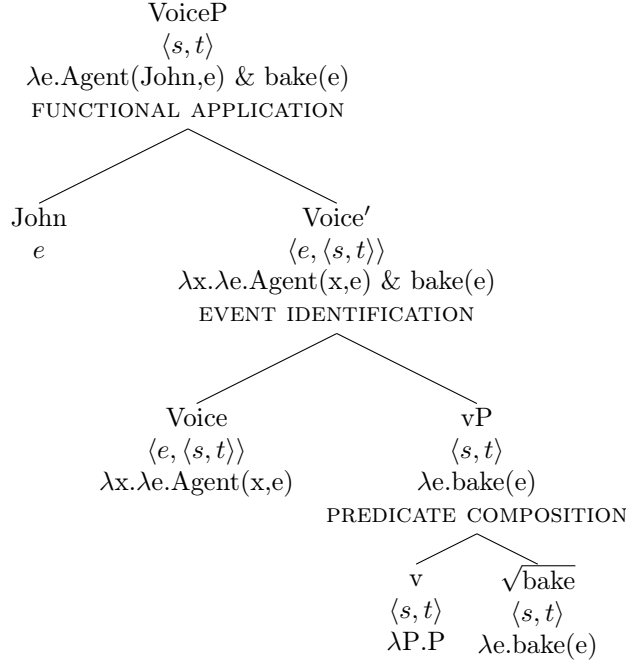 VoiceP
⟨s, t⟩
λe.Agent(John,e) & bake(e)
FUNCTIONAL APPLICATION
John
e
Voice′
⟨e, ⟨s, t⟩⟩
λx.λe.Agent(x,e) & bake(e)
EVENT IDENTIFICATION
Voice
⟨e, ⟨s, t⟩⟩
λx.λe.Agent(x,e)
vP
⟨s, t⟩
λe.bake(e)
PREDICATE COMPOSITION
v
⟨s, t⟩
λP.P
√bake
⟨s, t⟩
λe.bake(e)